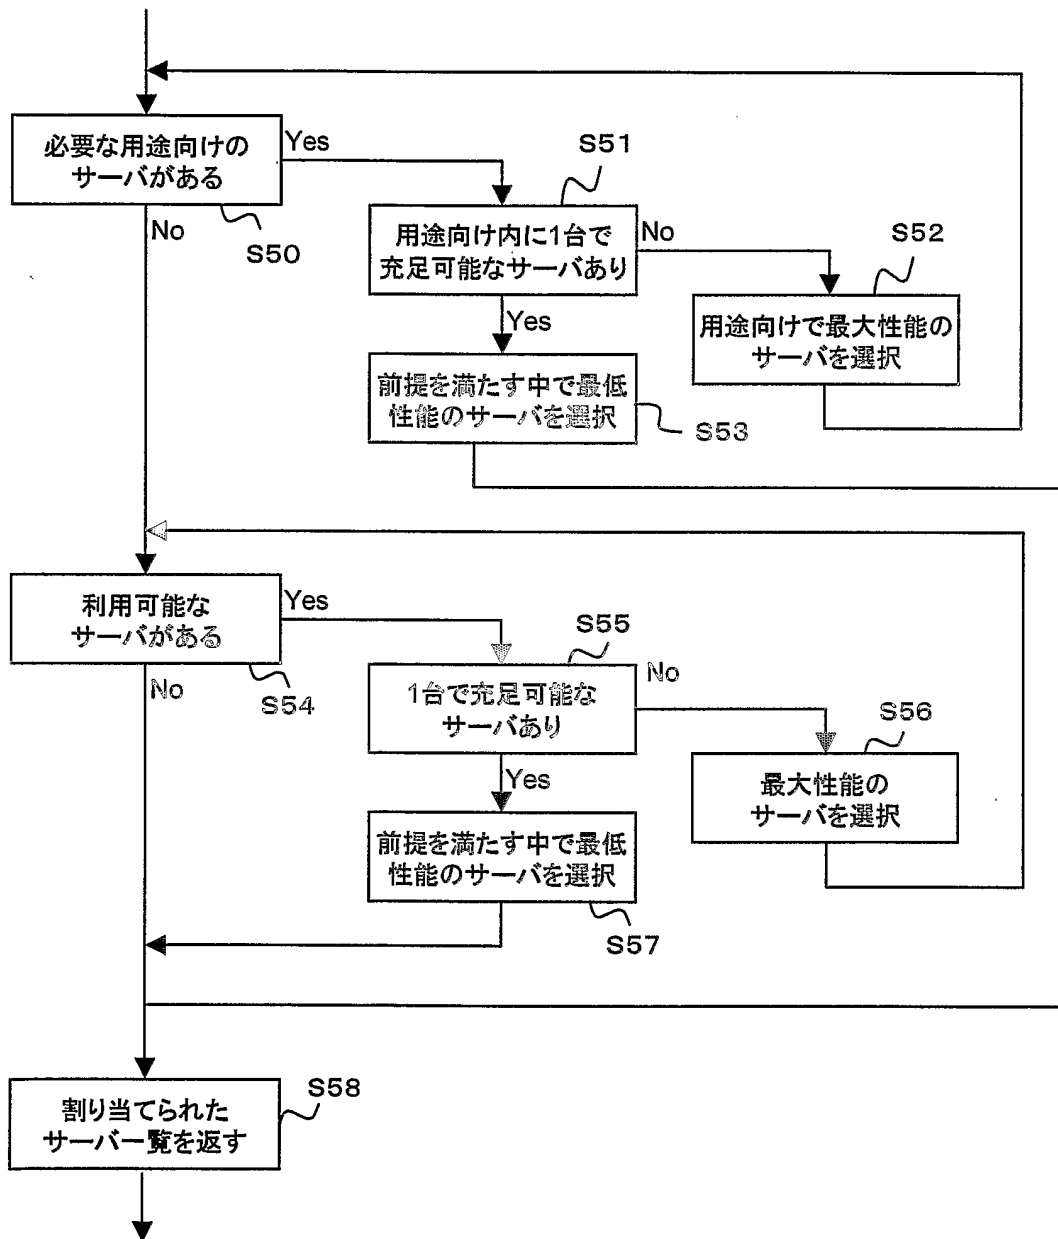 必要な用途向けの
サーバがある
Yes
No
S50
S51
用途向け内に1台で
充足可能なサーバあり
No
Yes
S52
用途向けで最大性能の
サーバを選択
前提を満たす中で最低
性能のサーバを選択
S53
利用可能な
サーバがある
Yes
No
S54
S55
1台で充足可能な
サーバあり
No
Yes
S56
最大性能の
サーバを選択
前提を満たす中で最低
性能のサーバを選択
S57
割り当てられた
サーバ一覧を返す
S58